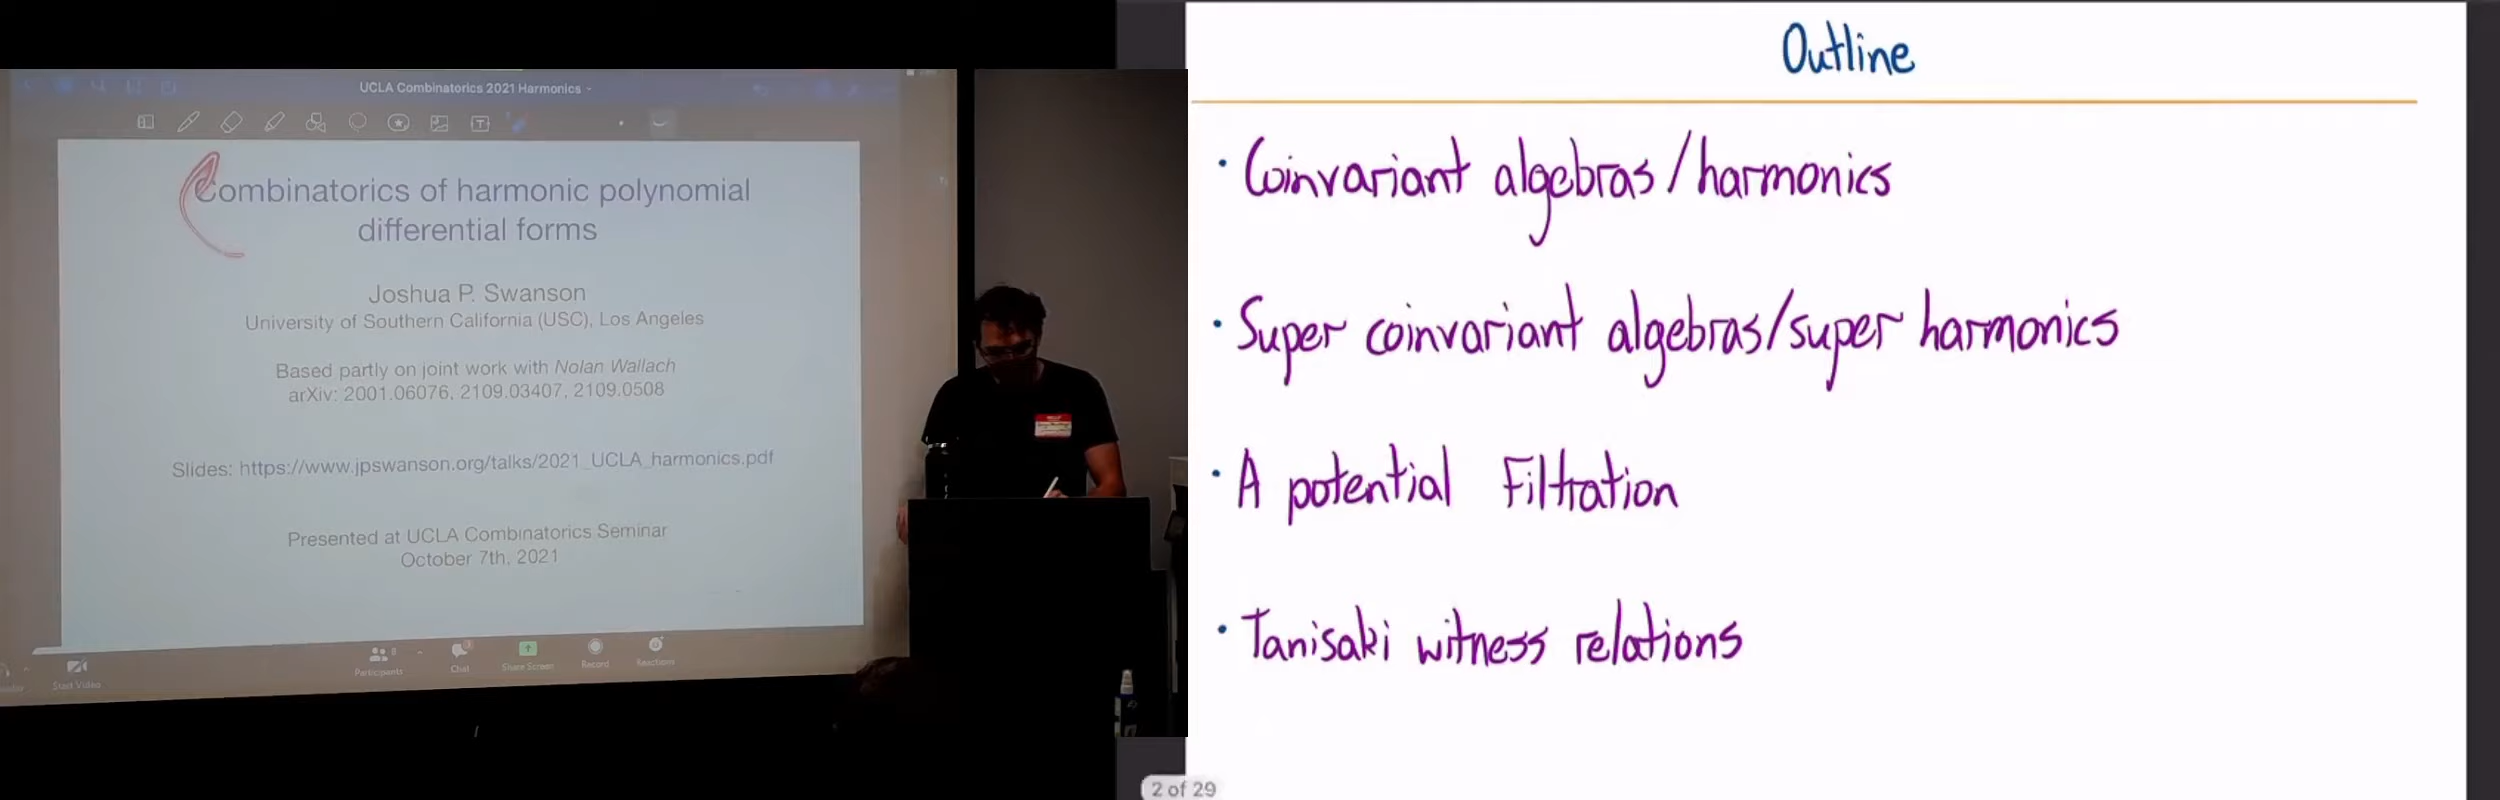 UCLA Combinatorics 2021 Harmonics
Combinatorics of harmonic polynomial
differential forms
Joshua P. Swanson
University of Southern California (USC), Los Angeles
Based partly on joint work with Nolan Wallach
arXiv: 2001.06076, 2109.03407, 2109.0508
Slides: https://www.jpswanson.org/talks/2021_UCLA_harmonics.pdf
Presented at UCLA Combinatorics Seminar
October 7th, 2021
Start Video
Participants
8
Chat
Share Screen
Record
Reactions
Outline
• Coinvariant algebras/harmonics
• Super coinvariant algebras/super harmonics
• A potential Filtration
• Tanisaki witness relations
2 of 29